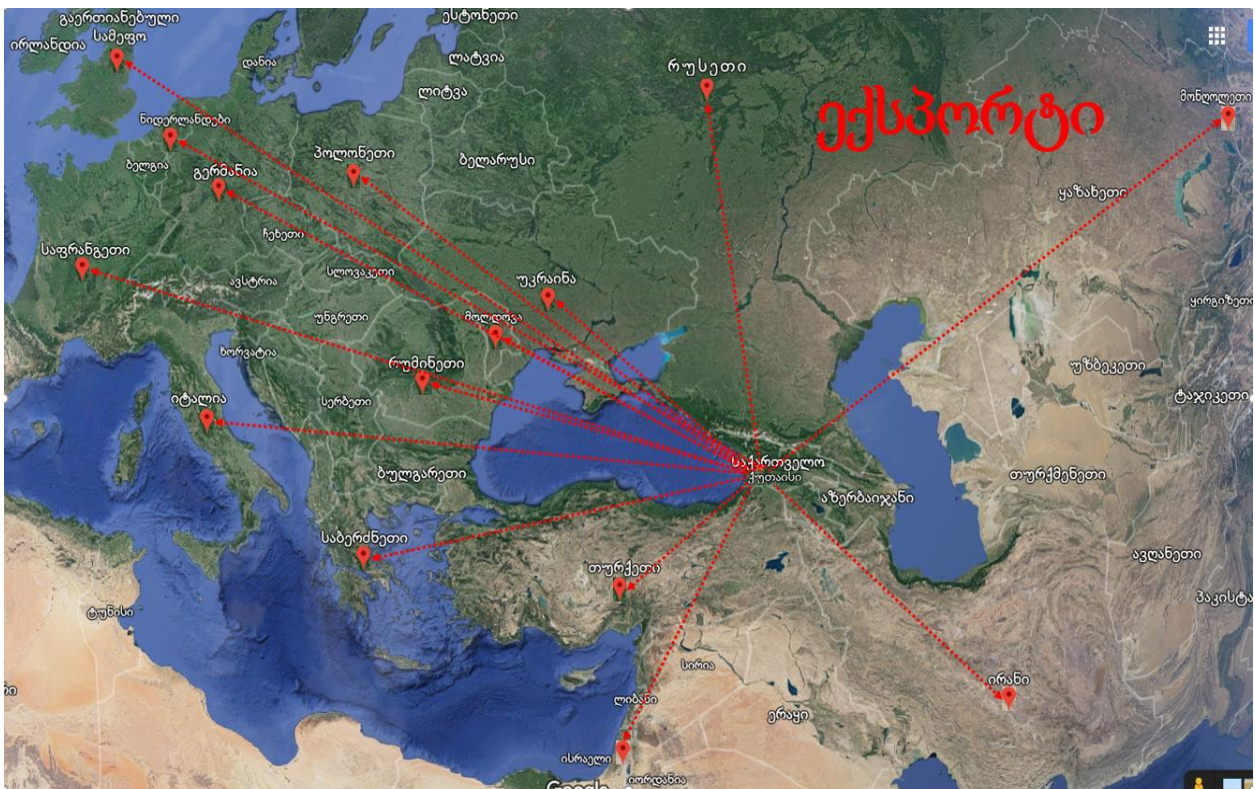 გაერთიანებული
სამეფო
ირლანდია
ესტონეთი
დანია
ლატვია
ლიტვა
რუსეთი
ექსპორტი
მონღოლეთი
ნიდერლანდები
ბელგია
გერმანია
პოლონეთი
ბელარუსი
ყაზახეთი
საფრანგეთი
ჩეხეთი
ავსტრია
სლოვაკეთი
უკრაინა
უნგრეთი
მოლდოვა
ყირგიზეთი
ხორვატია
რუმინეთი
უზბეკეთი
იტალია
სერბეთი
ტაჯიკეთი
ბულგარეთი
საქართველო
ქუთაისი
აზერბაიჯანი
თურქმენეთი
საბერძნეთი
თურქეთი
ავღანეთი
ტუნისი
პაკისტა
სირია
ირანი
ლიბანი
ერაყი
ისრაელი
იორდანია
Google